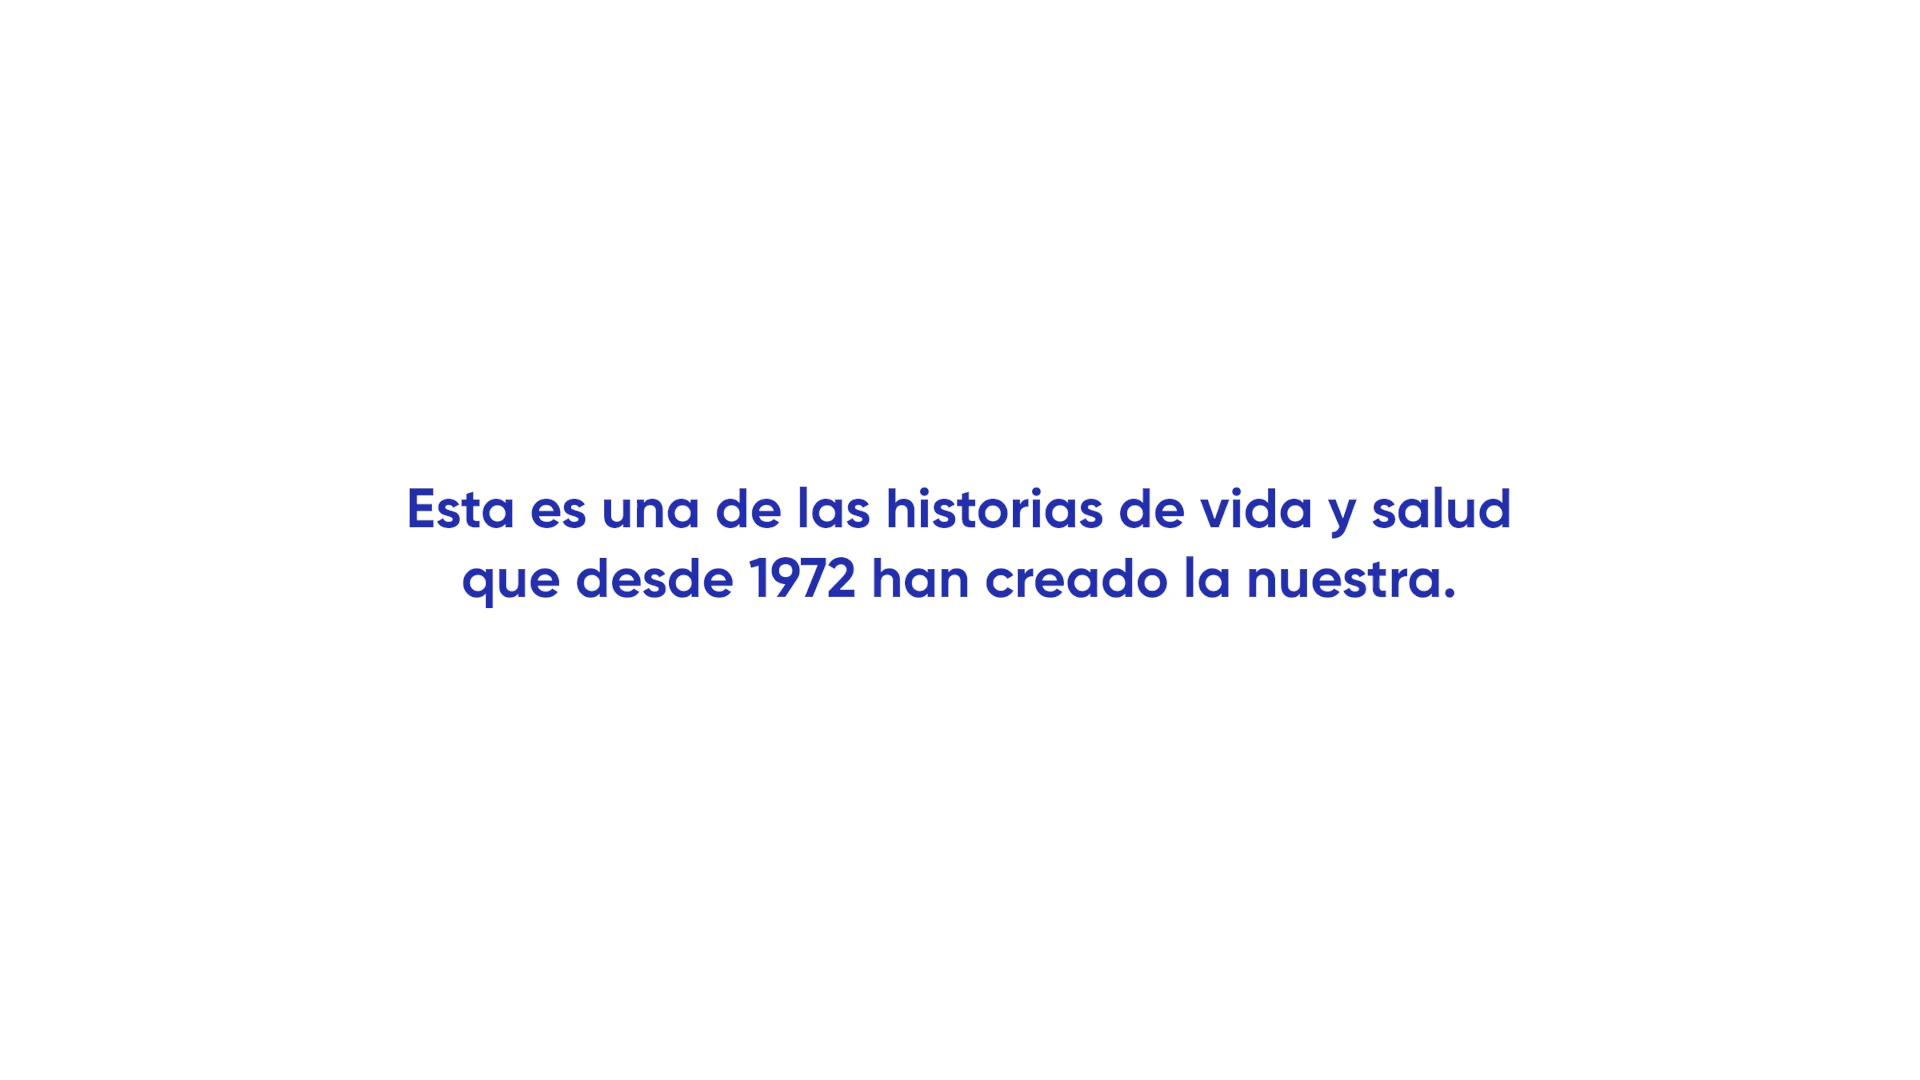 Esta es una de las historias de vida y salud
que desde 1972 han creado la nuestra.